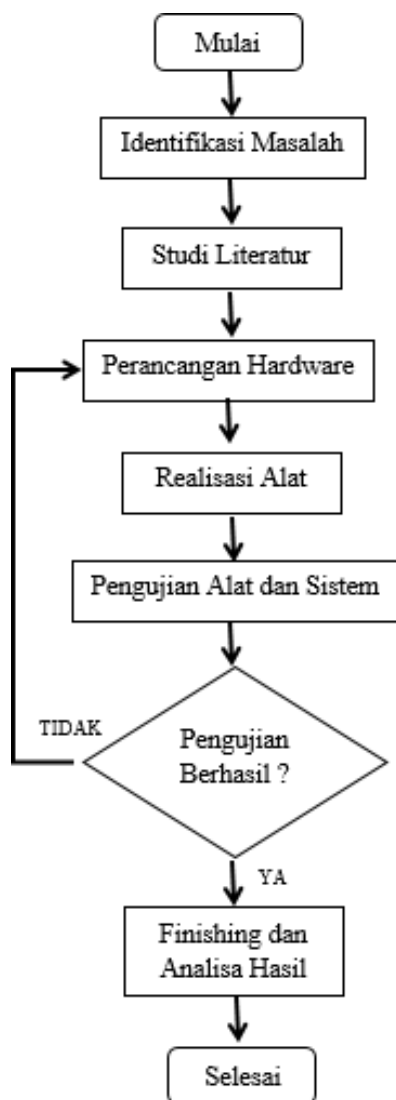 Mulai
Identifikasi Masalah
Studi Literatur
Perancangan Hardware
Realisasi Alat
Pengujian Alat dan Sistem
TIDAK
Pengujian
Berhasil ?
YA
Finishing dan
Analisa Hasil
Selesai